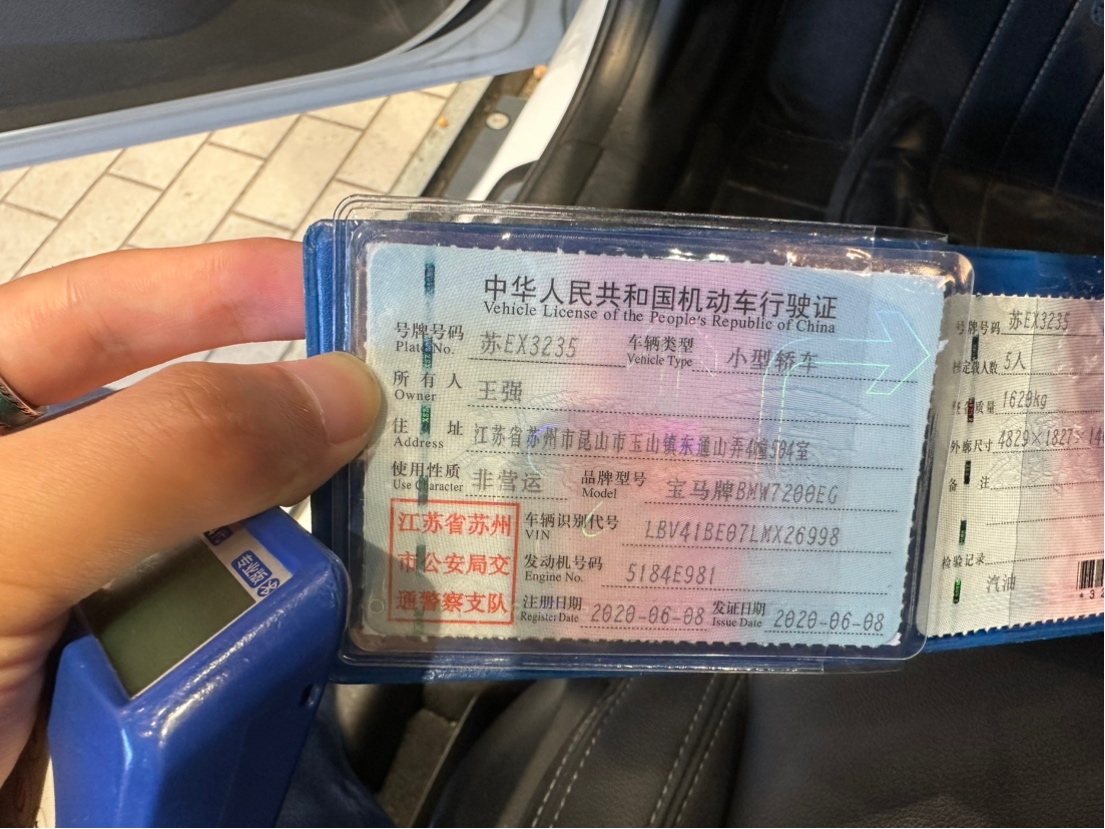 中华人民共和国机动车行驶证
Vehicle License of the People's Republic of China
号牌号码 苏EX3235 车辆类型 小型轿车
Plate No. Vehicle Type
所有人 王强
Owner
住址 江苏省苏州市昆山市玉山镇东通山弄4幢504室
Address
使用性质 非营运 品牌型号 宝马牌BMW7200EG
Use Character Model
江苏省苏州
市公安局交
通警察支队
车辆识别代号 LBV41BE07LMX26998
VIN
发动机号码 5184E981
Engine No.
注册日期 2020-06-08 发证日期 2020-06-08
Register Date Issue Date
号牌号码 苏EX3235
核定载人数 5人
质量 1620kg
外廓尺寸 4829×1827×14
备注
检验记录
汽油